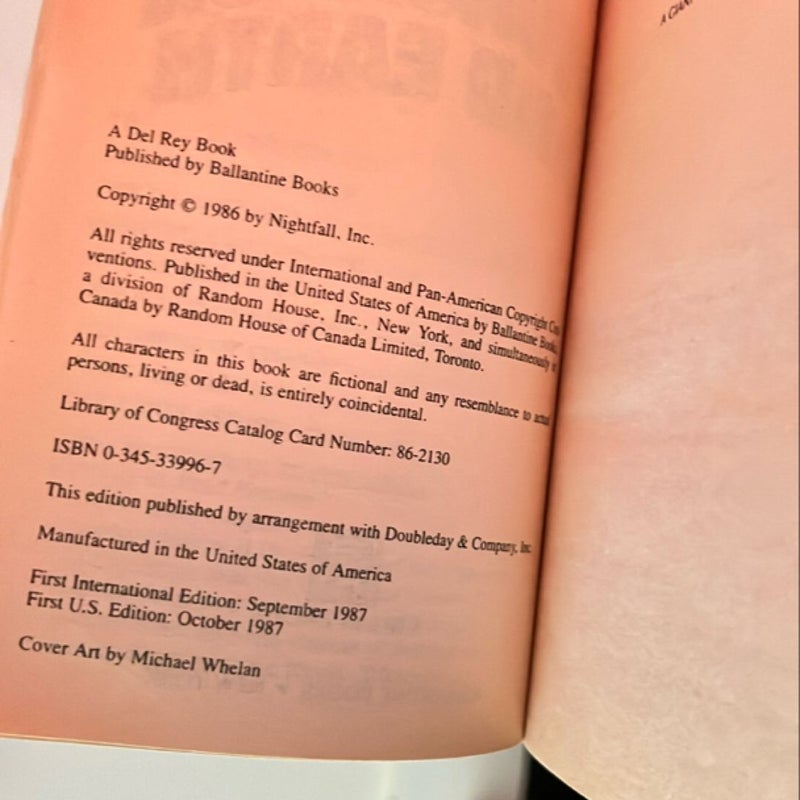 A Del Rey Book
Published by Ballantine Books
Copyright © 1986 by Nightfall, Inc.
All rights reserved under International and Pan-American Copyright Con-
ventions. Published in the United States of America by Ballantine Books,
a division of Random House, Inc., New York, and simultaneously in
Canada by Random House of Canada Limited, Toronto.
All characters in this book are fictional and any resemblance to actual
persons, living or dead, is entirely coincidental.
Library of Congress Catalog Card Number: 86-2130
ISBN 0-345-33996-7
This edition published by arrangement with Doubleday & Company, Inc.
Manufactured in the United States of America
First International Edition: September 1987
First U.S. Edition: October 1987
Cover Art by Michael Whelan
A GIAN